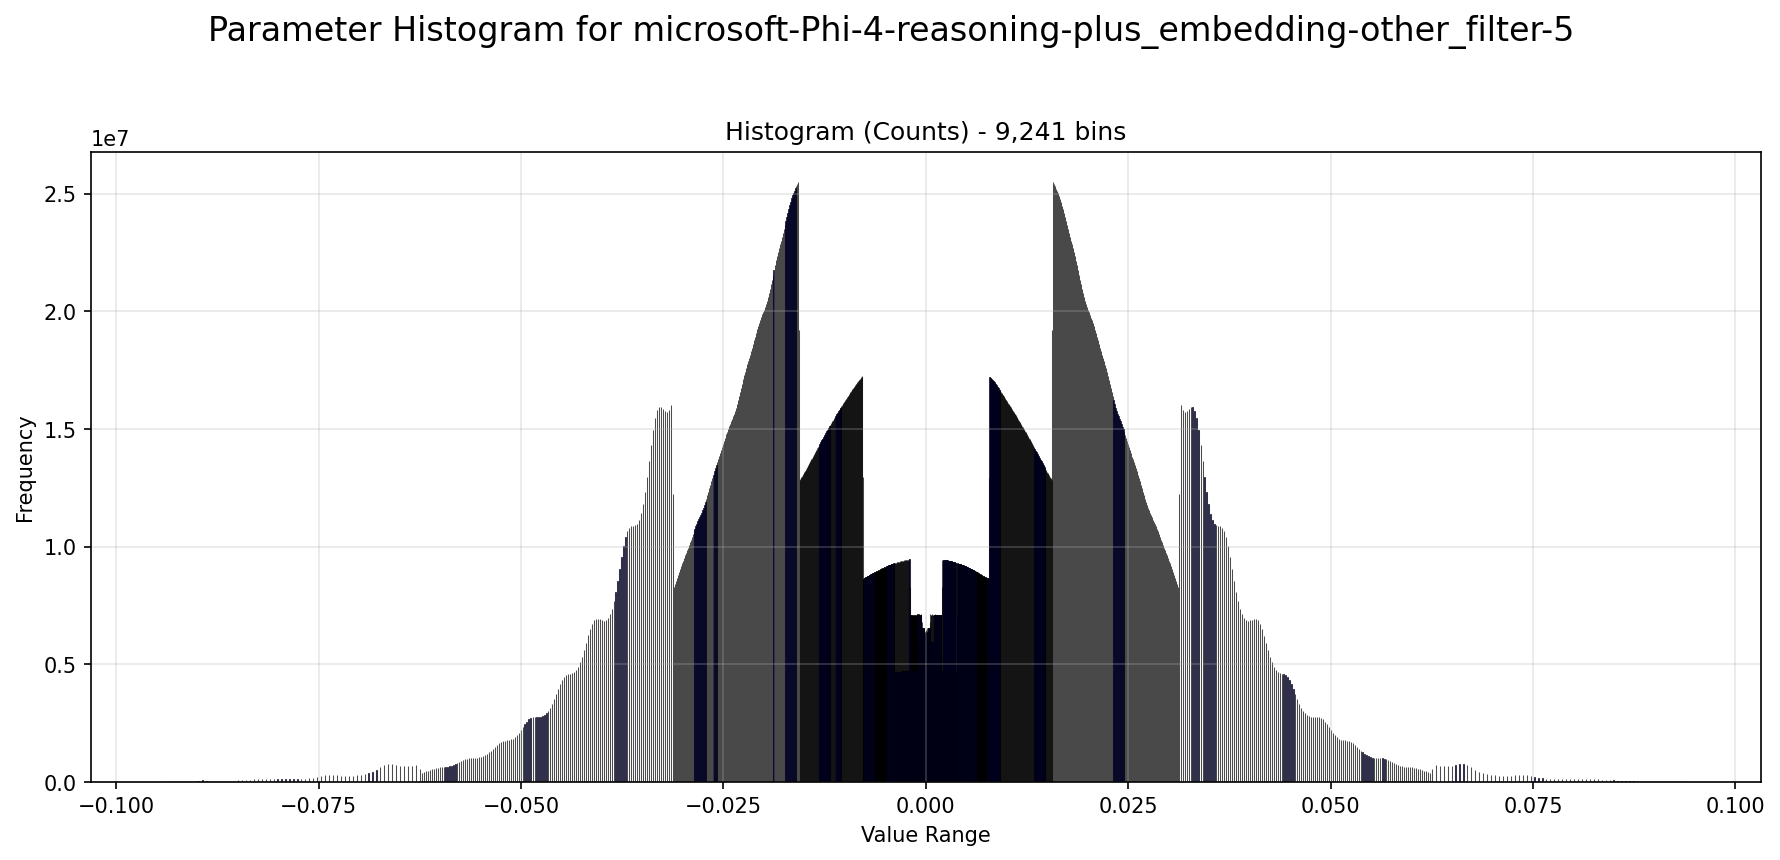 Parameter Histogram for microsoft-Phi-4-reasoning-plus_embedding-other_filter-5
Histogram (Counts) - 9,241 bins
1e7
2.5
2.0
1.5
1.0
0.5
0.0
Frequency
−0.100 −0.075 −0.050 −0.025 0.000 0.025 0.050 0.075 0.100
Value Range